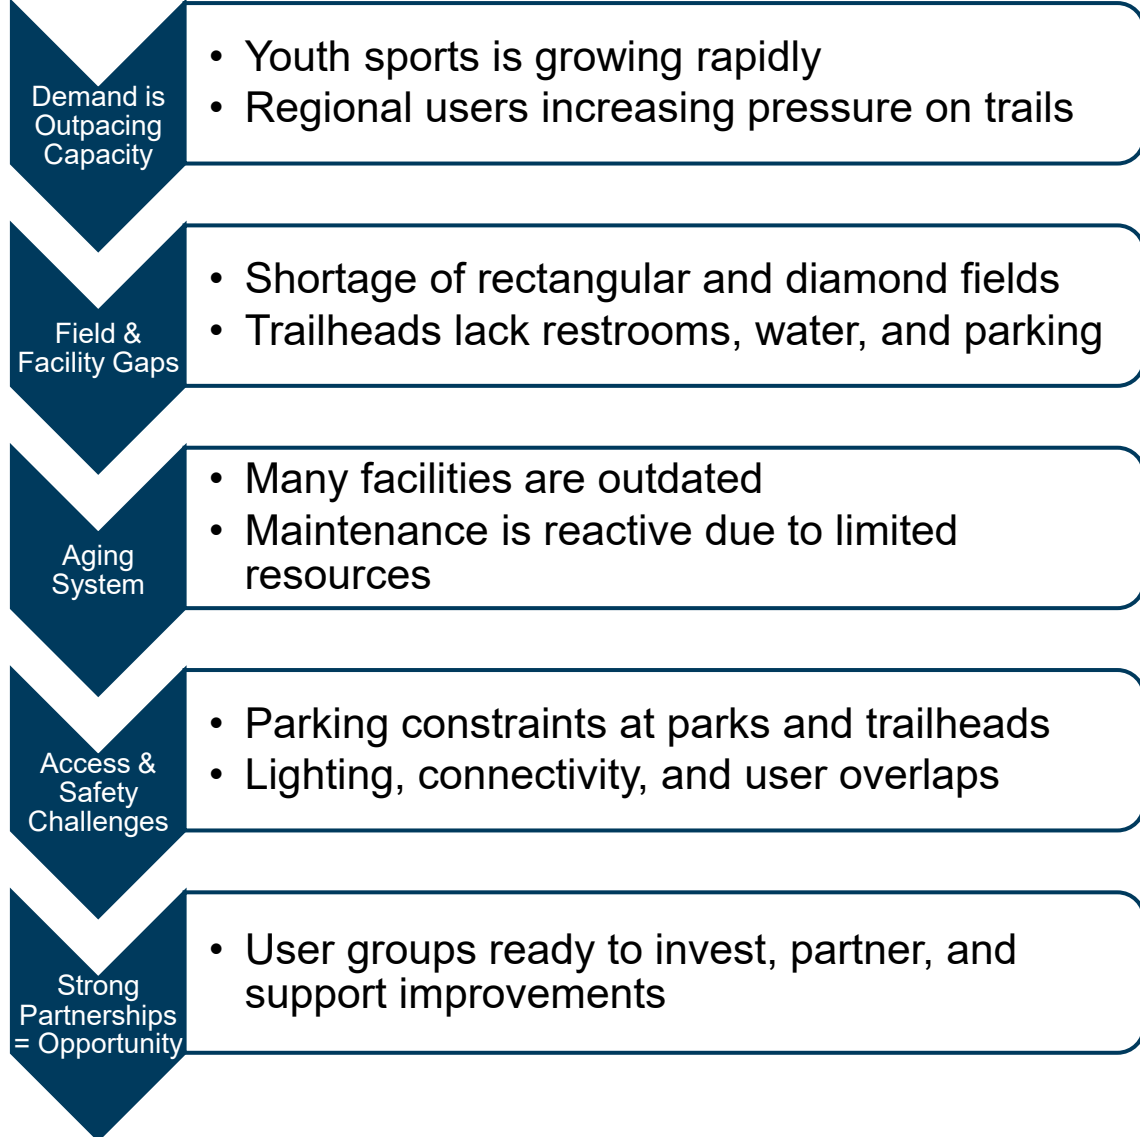 Demand is
Outpacing
Capacity
• Youth sports is growing rapidly
• Regional users increasing pressure on trails
Field &
Facility Gaps
• Shortage of rectangular and diamond fields
• Trailheads lack restrooms, water, and parking
Aging
System
• Many facilities are outdated
• Maintenance is reactive due to limited
resources
Access &
Safety
Challenges
• Parking constraints at parks and trailheads
• Lighting, connectivity, and user overlaps
Strong
Partnerships
= Opportunity
• User groups ready to invest, partner, and
support improvements